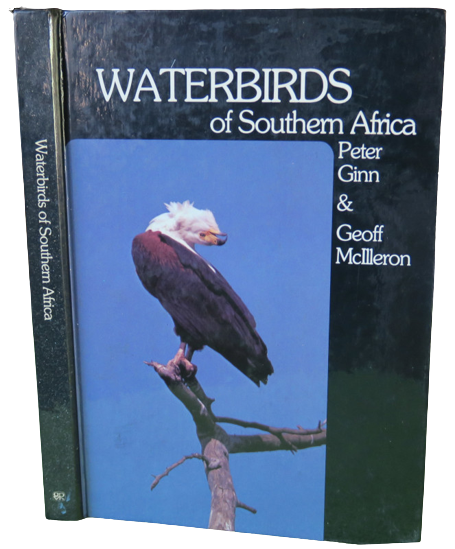 WATERBIRDS
of Southern Africa
Peter
Ginn
&
Geoff
McIlleron
Waterbirds of Southern Africa